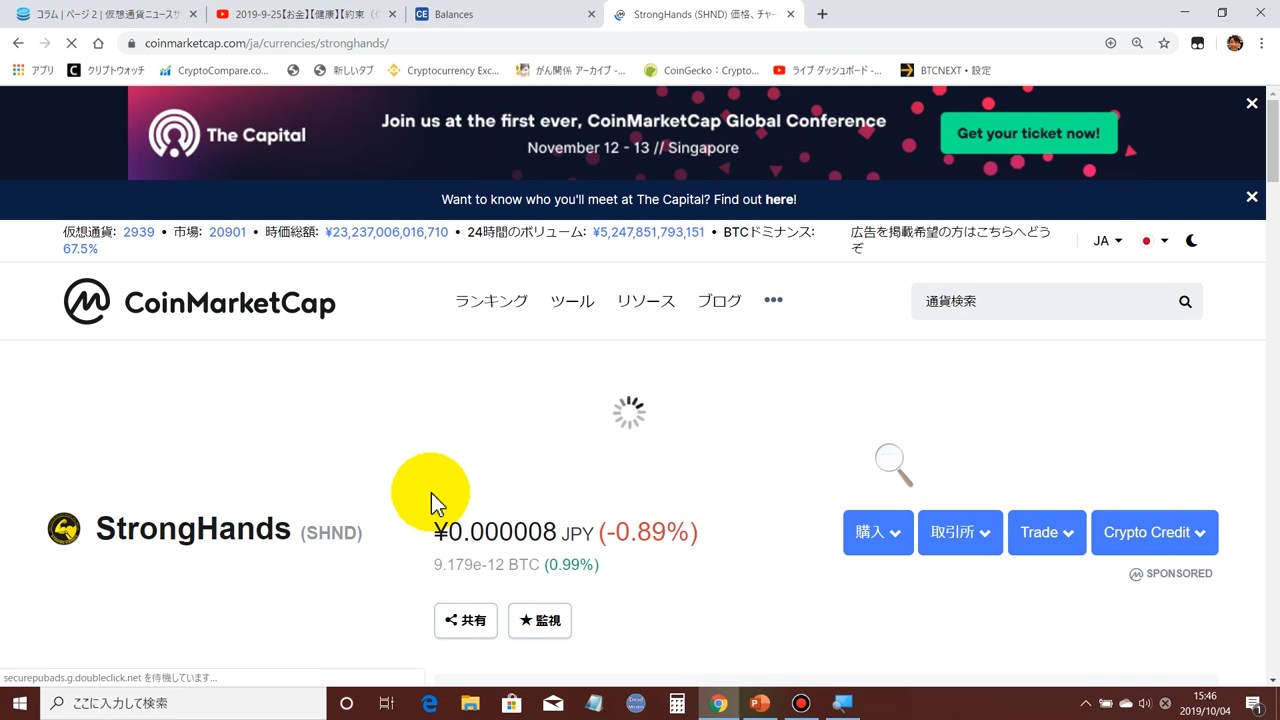 コラム | ページ 2 | 仮想通貨ニュースサ
2019-9-25【お金】【健康】【約束
CE Balances
StrongHands (SHND) 価格、チャー
coinmarketcap.com/ja/currencies/stronghands/
アプリ
クリプトウォッチ
CryptoCompare.co...
新しいタブ
Cryptocurrency Exc...
がん関係 アーカイブ -...
CoinGecko：Crypto...
ライブ ダッシュボード -...
BTCNEXT・設定
The Capital
Join us at the first ever, CoinMarketCap Global Conference
November 12 - 13 // Singapore
Get your ticket now!
Want to know who you'll meet at The Capital? Find out here!
仮想通貨: 2939 • 市場: 20901 • 時価総額: ¥23,237,006,016,710 • 24時間のボリューム: ¥5,247,851,793,151 • BTCドミナンス:
67.5%
広告を掲載希望の方はこちらへどう
ぞ
JA
CoinMarketCap
ランキング
ツール
リソース
ブログ
•••
通貨検索
StrongHands (SHND)
¥0.000008 JPY (-0.89%)
9.179e-12 BTC (0.99%)
購入
取引所
Trade
Crypto Credit
SPONSORED
共有
監視
securepubads.g.doubleclick.net を待機しています...
ここに入力して検索
15:46
2019/10/04